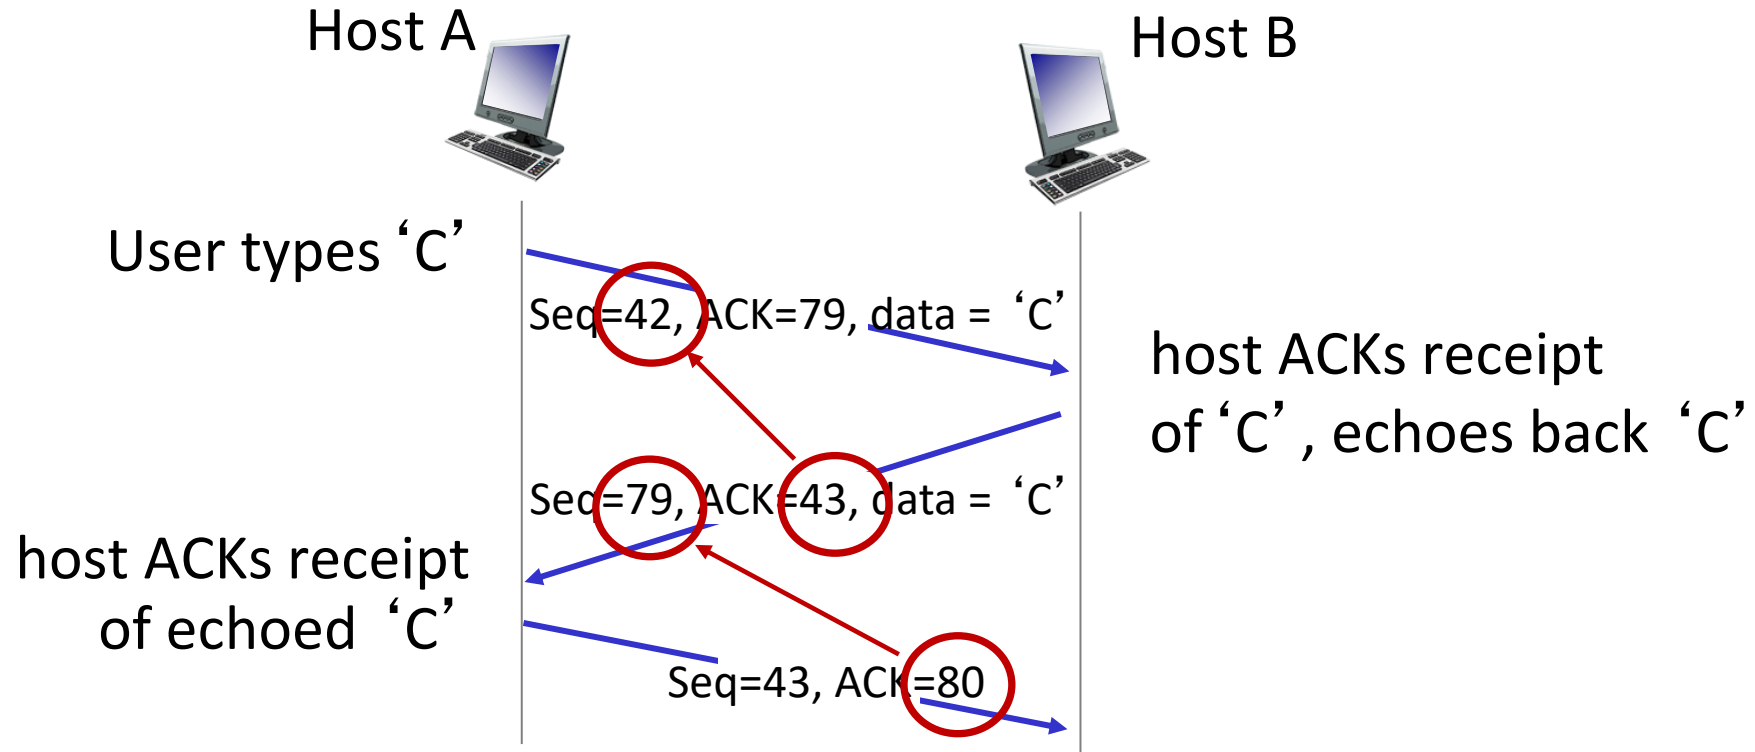 Host A
Host B
User types ‘C’
Seq=42, ACK=79, data = ‘C’
host ACKs receipt
of ‘C’, echoes back ‘C’
Seq=79, ACK=43, data = ‘C’
host ACKs receipt
of echoed ‘C’
Seq=43, ACK=80